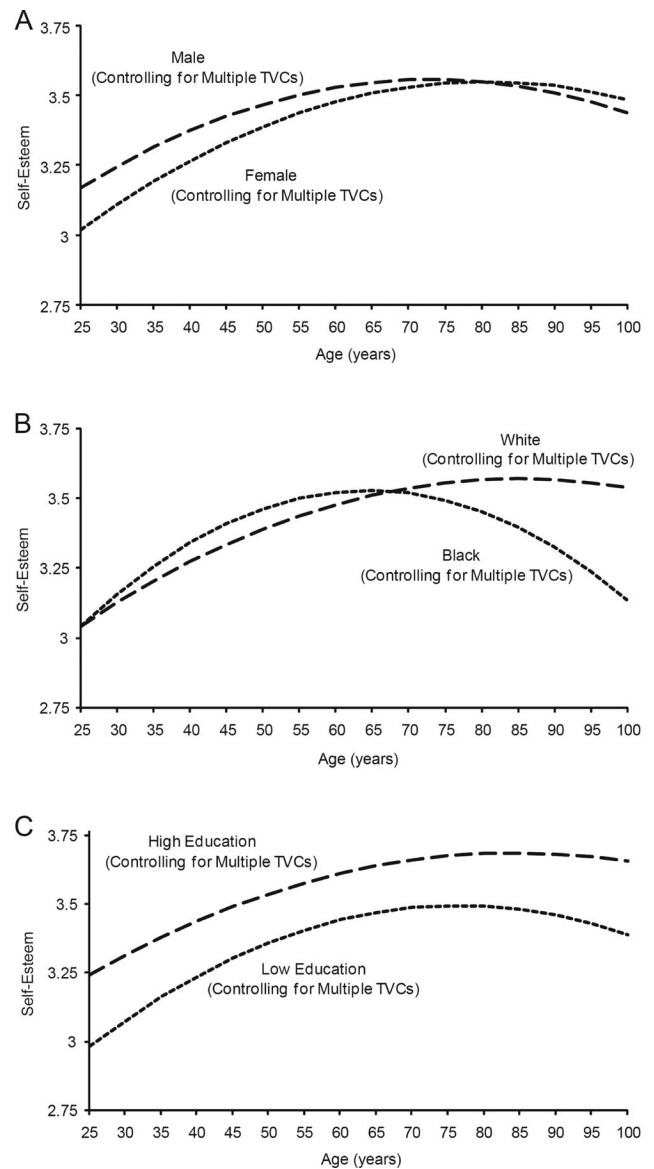 A
3.75
Male
(Controlling for Multiple TVCs)
3.5
Self-Esteem
3.25
Female
(Controlling for Multiple TVCs)
3
2.75
25 30 35 40 45 50 55 60 65 70 75 80 85 90 95 100
Age (years)
B
3.75
White
(Controlling for Multiple TVCs)
3.5
Self-Esteem
3.25
Black
(Controlling for Multiple TVCs)
3
2.75
25 30 35 40 45 50 55 60 65 70 75 80 85 90 95 100
Age (years)
C
3.75
High Education
(Controlling for Multiple TVCs)
3.5
Self-Esteem
3.25
Low Education
(Controlling for Multiple TVCs)
3
2.75
25 30 35 40 45 50 55 60 65 70 75 80 85 90 95 100
Age (years)